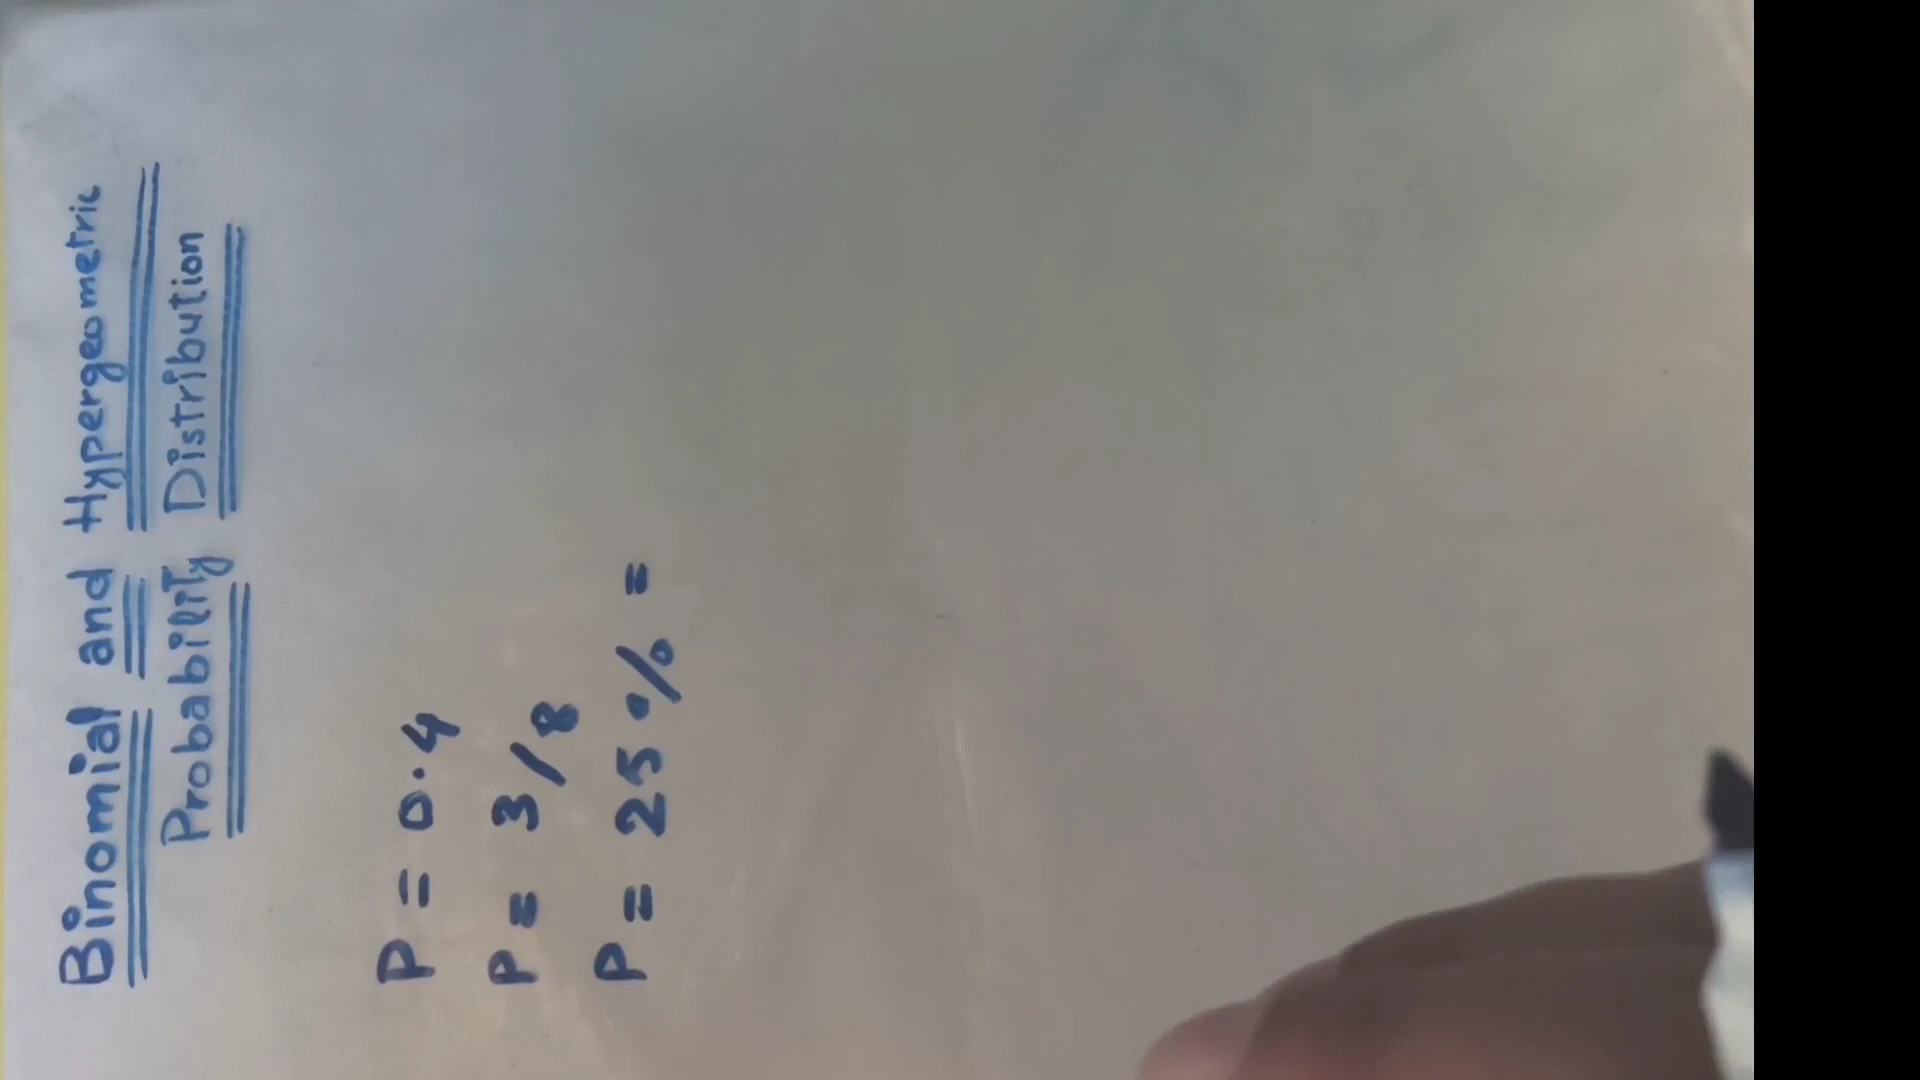 Binomial and Hypergeometric
Probability Distribution
P = 0.4
P = 3/8
P = 25% =